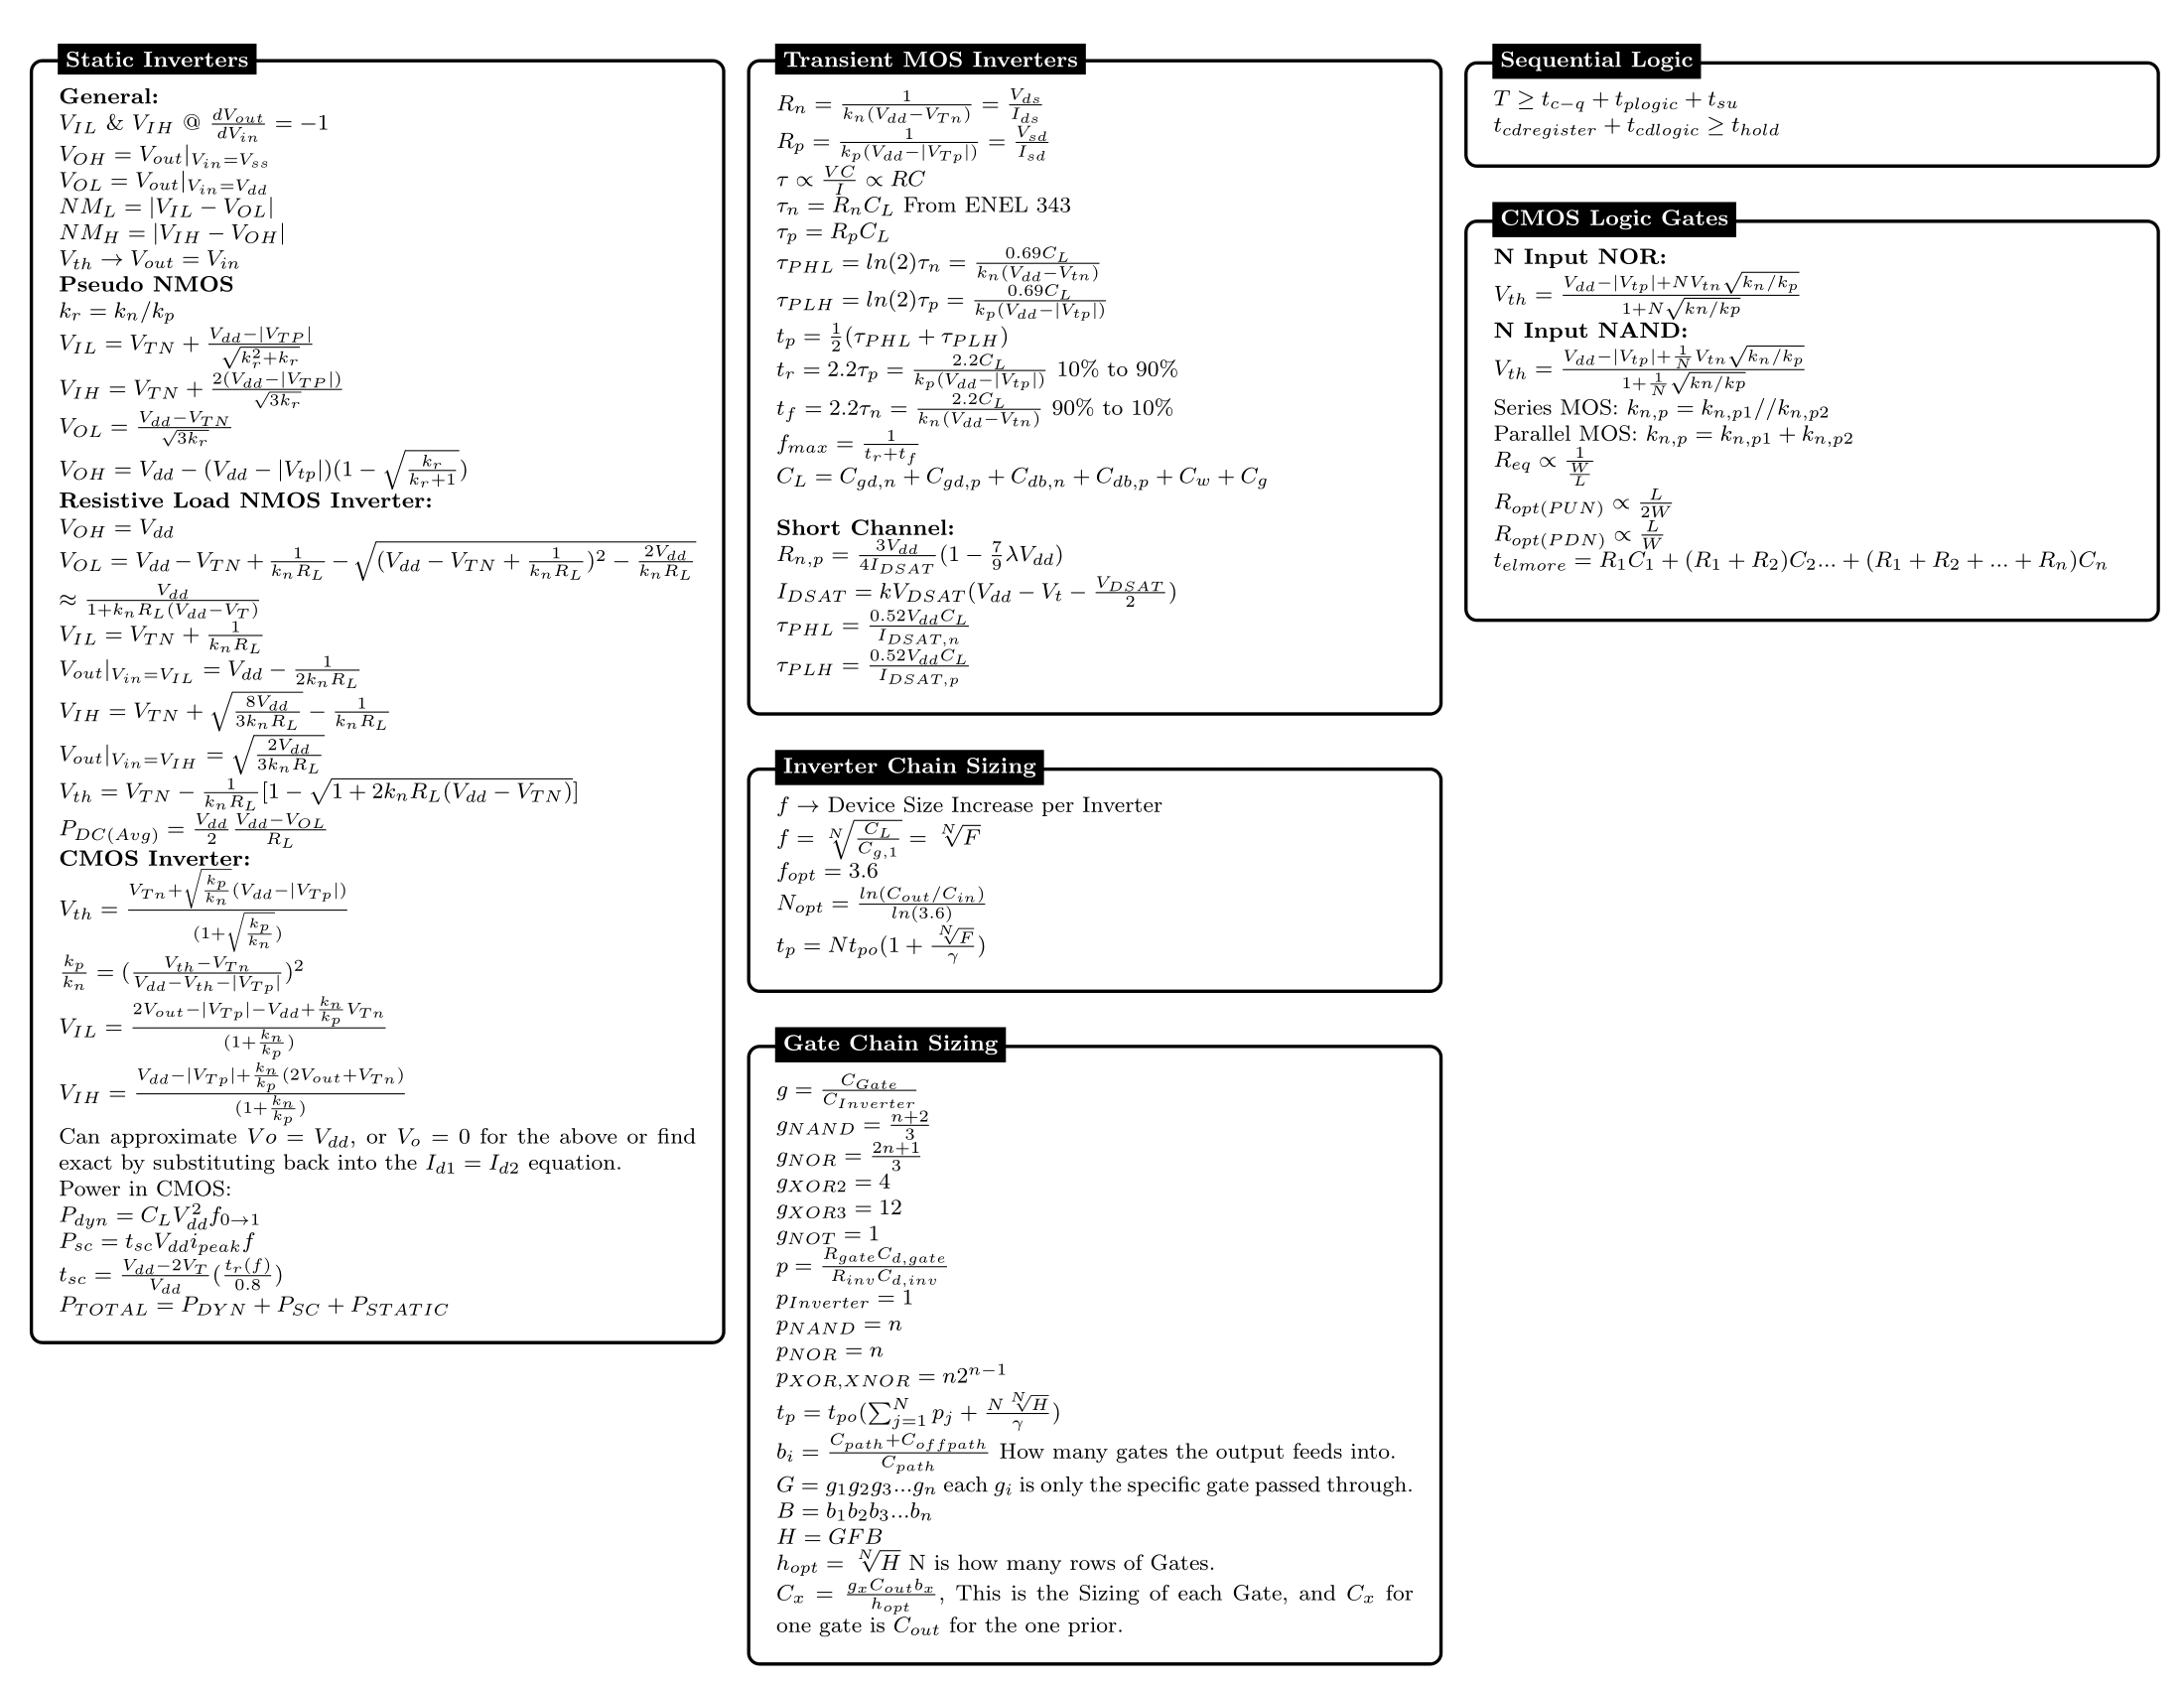 Static Inverters
General:
$V_{IL}$ & $V_{IH}$ @ $\frac{dV_{out}}{dV_{in}} = -1$
$V_{OH} = V_{out}|_{V_{in}=V_{ss}}$
$V_{OL} = V_{out}|_{V_{in}=V_{dd}}$
$NM_L = |V_{IL} - V_{OL}|$
$NM_H = |V_{IH} - V_{OH}|$
$V_{th} \rightarrow V_{out} = V_{in}$
Pseudo NMOS
$k_r = k_n/k_p$
$V_{IL} = V_{TN} + \frac{V_{dd}-|V_{TP}|}{\sqrt{k_r^2+k_r}}$
$V_{IH} = V_{TN} + \frac{2(V_{dd}-|V_{TP}|)}{\sqrt{3k_r}}$
$V_{OL} = \frac{V_{dd}-V_{TN}}{\sqrt{3k_r}}$
$V_{OH} = V_{dd} - (V_{dd} - |V_{tp}|)(1 - \sqrt{\frac{k_r}{k_r+1}})$
Resistive Load NMOS Inverter:
$V_{OH} = V_{dd}$
$V_{OL} = V_{dd} - V_{TN} + \frac{1}{k_nR_L} - \sqrt{(V_{dd} - V_{TN} + \frac{1}{k_nR_L})^2 - \frac{2V_{dd}}{k_nR_L}}$
$\approx \frac{V_{dd}}{1+k_nR_L(V_{dd}-V_T)}$
$V_{IL} = V_{TN} + \frac{1}{k_nR_L}$
$V_{out}|_{V_{in}=V_{IL}} = V_{dd} - \frac{1}{2k_nR_L}$
$V_{IH} = V_{TN} + \sqrt{\frac{8V_{dd}}{3k_nR_L}} - \frac{1}{k_nR_L}$
$V_{out}|_{V_{in}=V_{IH}} = \sqrt{\frac{2V_{dd}}{3k_nR_L}}$
$V_{th} = V_{TN} - \frac{1}{k_nR_L}[1 - \sqrt{1 + 2k_nR_L(V_{dd} - V_{TN})}]$
$P_{DC(Avg)} = \frac{V_{dd}}{2}\frac{V_{dd}-V_{OL}}{R_L}$
CMOS Inverter:
$V_{th} = \frac{V_{Tn}+\sqrt{\frac{k_p}{k_n}}(V_{dd}-|V_{Tp}|)}{(1+\sqrt{\frac{k_p}{k_n}})}$
$\frac{k_p}{k_n} = (\frac{V_{th}-V_{Tn}}{V_{dd}-V_{th}-|V_{Tp}|})^2$
$V_{IL} = \frac{2V_{out}-|V_{Tp}|-V_{dd}+\frac{k_n}{k_p}V_{Tn}}{(1+\frac{k_n}{k_p})}$
$V_{IH} = \frac{V_{dd}-|V_{Tp}|+\frac{k_n}{k_p}(2V_{out}+V_{Tn})}{(1+\frac{k_n}{k_p})}$
Can approximate $Vo = V_{dd}$, or $V_o = 0$ for the above or find
exact by substituting back into the $I_{d1} = I_{d2}$ equation.
Power in CMOS:
$P_{dyn} = C_LV_{dd}^2f_{0\rightarrow1}$
$P_{sc} = t_{sc}V_{dd}i_{peak}f$
$t_{sc} = \frac{V_{dd}-2V_T}{V_{dd}}(\frac{t_r(f)}{0.8})$
$P_{TOTAL} = P_{DYN} + P_{SC} + P_{STATIC}$
Transient MOS Inverters
$R_n = \frac{1}{k_n(V_{dd}-V_{Tn})} = \frac{V_{ds}}{I_{ds}}$
$R_p = \frac{1}{k_p(V_{dd}-|V_{Tp}|)} = \frac{V_{sd}}{I_{sd}}$
$\tau \propto \frac{VC}{I} \propto RC$
$\tau_n = R_nC_L$ From ENEL 343
$\tau_p = R_pC_L$
$\tau_{PHL} = ln(2)\tau_n = \frac{0.69C_L}{k_n(V_{dd}-V_{tn})}$
$\tau_{PLH} = ln(2)\tau_p = \frac{0.69C_L}{k_p(V_{dd}-|V_{tp}|)}$
$t_p = \frac{1}{2}(\tau_{PHL} + \tau_{PLH})$
$t_r = 2.2\tau_p = \frac{2.2C_L}{k_p(V_{dd}-|V_{tp}|)}$ 10% to 90%
$t_f = 2.2\tau_n = \frac{2.2C_L}{k_n(V_{dd}-V_{tn})}$ 90% to 10%
$f_{max} = \frac{1}{t_r+t_f}$
$C_L = C_{gd,n} + C_{gd,p} + C_{db,n} + C_{db,p} + C_w + C_g$
Short Channel:
$R_{n,p} = \frac{3V_{dd}}{4I_{DSAT}}(1 - \frac{7}{9}\lambda V_{dd})$
$I_{DSAT} = kV_{DSAT}(V_{dd} - V_t - \frac{V_{DSAT}}{2})$
$\tau_{PHL} = \frac{0.52V_{dd}C_L}{I_{DSAT,n}}$
$\tau_{PLH} = \frac{0.52V_{dd}C_L}{I_{DSAT,p}}$
Inverter Chain Sizing
$f \rightarrow$ Device Size Increase per Inverter
$f = \sqrt[N]{\frac{C_L}{C_{g,1}}} = \sqrt[N]{F}$
$f_{opt} = 3.6$
$N_{opt} = \frac{ln(C_{out}/C_{in})}{ln(3.6)}$
$t_p = Nt_{po}(1 + \frac{\sqrt[N]{F}}{\gamma})$
Gate Chain Sizing
$g = \frac{C_{Gate}}{C_{Inverter}}$
$g_{NAND} = \frac{n+2}{3}$
$g_{NOR} = \frac{2n+1}{3}$
$g_{XOR2} = 4$
$g_{XOR3} = 12$
$g_{NOT} = 1$
$p = \frac{R_{gate}C_{d,gate}}{R_{inv}C_{d,inv}}$
$p_{Inverter} = 1$
$p_{NAND} = n$
$p_{NOR} = n$
$p_{XOR,XNOR} = n2^{n-1}$
$t_p = t_{po}(\sum_{j=1}^{N} p_j + \frac{N\sqrt[N]{H}}{\gamma})$
$b_i = \frac{C_{path}+C_{offpath}}{C_{path}}$ How many gates the output feeds into.
$G = g_1g_2g_3...g_n$ each $g_i$ is only the specific gate passed through.
$B = b_1b_2b_3...b_n$
$H = GFB$
$h_{opt} = \sqrt[N]{H}$ N is how many rows of Gates.
$C_x = \frac{g_xC_{out}b_x}{h_{opt}}$, This is the Sizing of each Gate, and $C_x$ for
one gate is $C_{out}$ for the one prior.
Sequential Logic
$T \geq t_{c-q} + t_{plogic} + t_{su}$
$t_{cdregister} + t_{cdlogic} \geq t_{hold}$
CMOS Logic Gates
N Input NOR:
$V_{th} = \frac{V_{dd}-|V_{tp}|+NV_{tn}\sqrt{k_n/k_p}}{1+N\sqrt{kn/kp}}$
N Input NAND:
$V_{th} = \frac{V_{dd}-|V_{tp}|+\frac{1}{N}V_{tn}\sqrt{k_n/k_p}}{1+\frac{1}{N}\sqrt{kn/kp}}$
Series MOS: $k_{n,p} = k_{n,p1}//k_{n,p2}$
Parallel MOS: $k_{n,p} = k_{n,p1} + k_{n,p2}$
$R_{eq} \propto \frac{1}{\frac{W}{L}}$
$R_{opt(PUN)} \propto \frac{L}{2W}$
$R_{opt(PDN)} \propto \frac{L}{W}$
$t_{elmore} = R_1C_1 + (R_1 + R_2)C_2... + (R_1 + R_2 + ... + R_n)C_n$